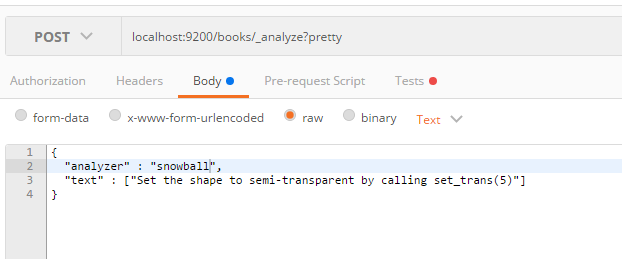 POST localhost:9200/books/_analyze?pretty
Authorization Headers Body Pre-request Script Tests
form-data x-www-form-urlencoded raw binary Text
1 {
2 "analyzer" : "snowball",
3 "text" : ["Set the shape to semi-transparent by calling set_trans(5)"]
4 }